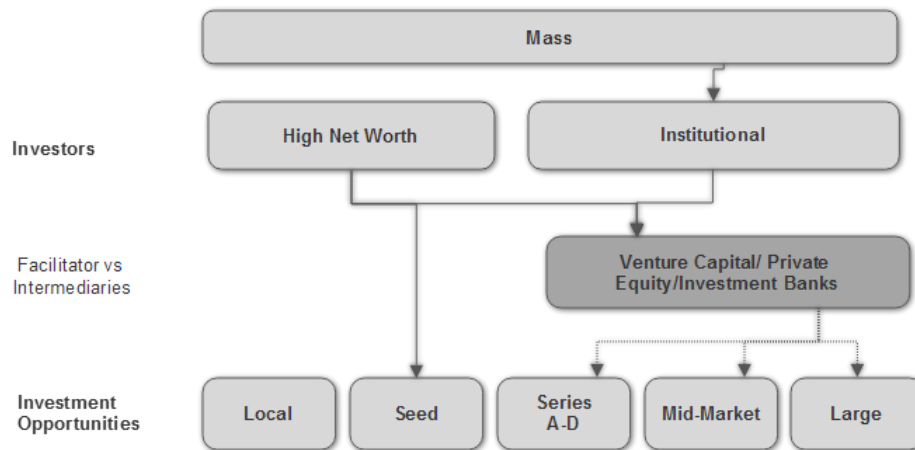 Mass
Investors
High Net Worth
Institutional
Facilitator vs
Intermediaries
Venture Capital/ Private
Equity/Investment Banks
Investment
Opportunities
Local
Seed
Series
A-D
Mid-Market
Large